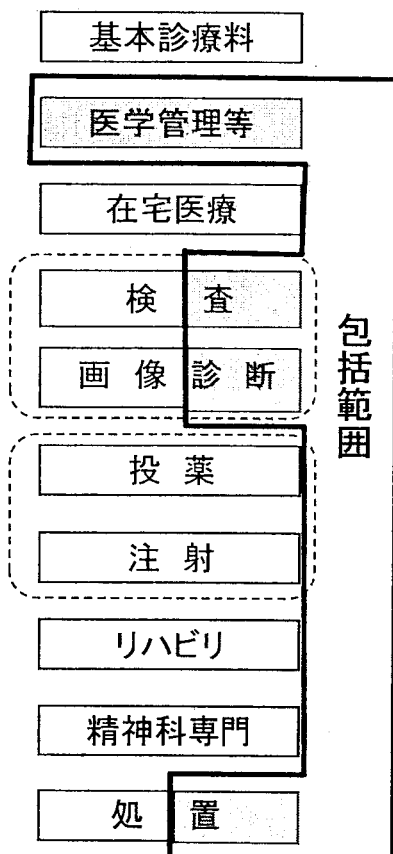 基本診療料
医学管理等
在宅医療
検査
画像診断
包括範囲
投薬
注射
リハビリ
精神科専門
処置